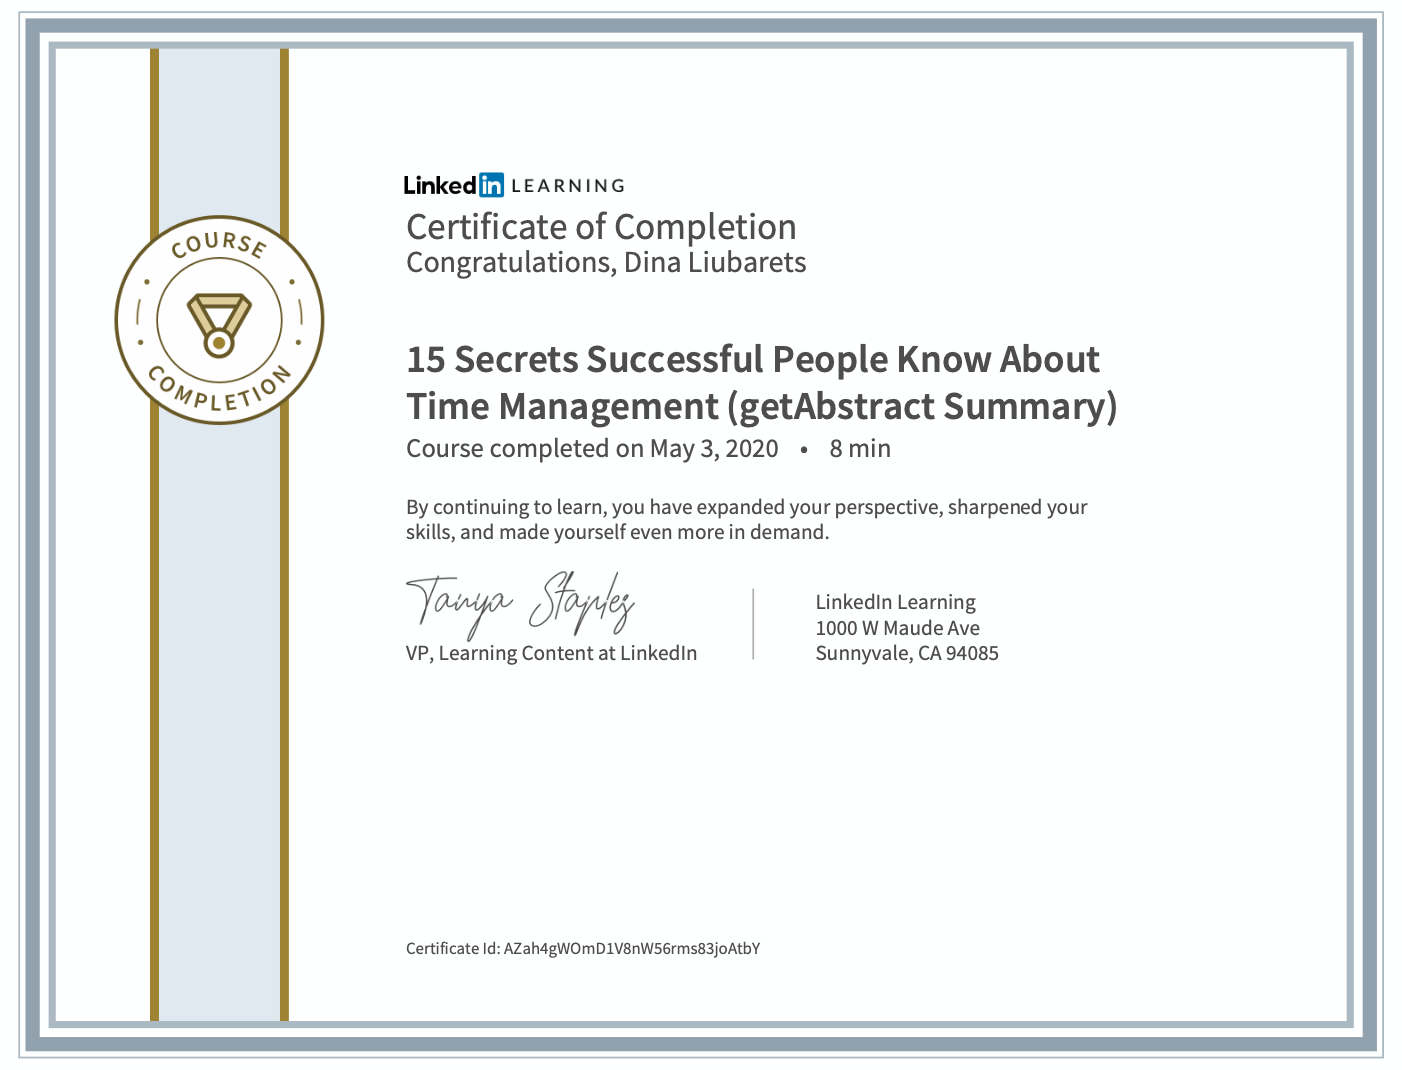 COURSE
COMPLETION
Linked in LEARNING
Certificate of Completion
Congratulations, Dina Liubarets
15 Secrets Successful People Know About
Time Management (getAbstract Summary)
Course completed on May 3, 2020 • 8 min
By continuing to learn, you have expanded your perspective, sharpened your
skills, and made yourself even more in demand.
Tanya Staples
VP, Learning Content at LinkedIn
LinkedIn Learning
1000 W Maude Ave
Sunnyvale, CA 94085
Certificate Id: AZah4gWOmD1V8nW56rms83joAtbY